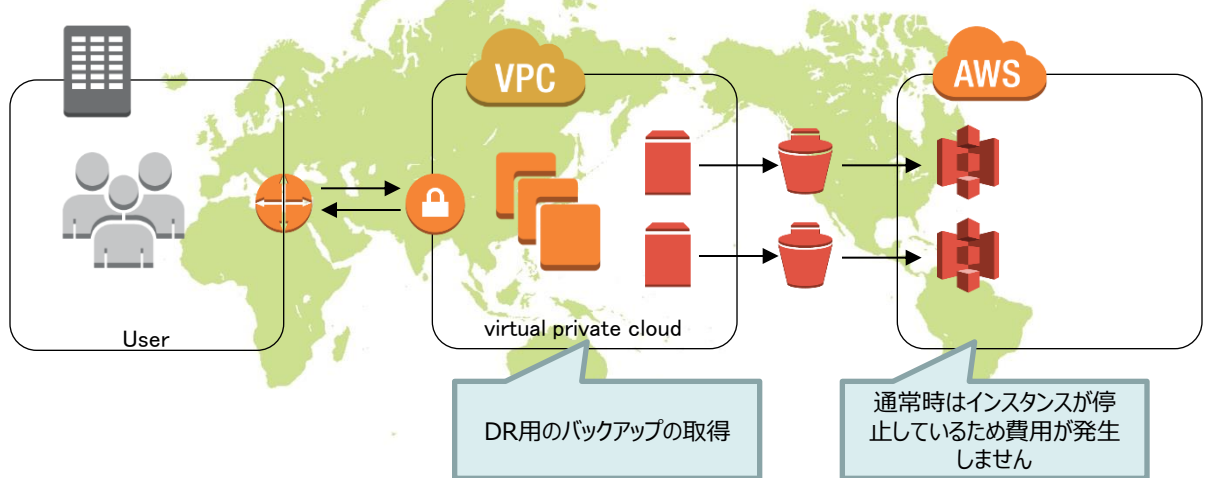 VPC
AWS
User
virtual private cloud
DR用のバックアップの取得
通常時はインスタンスが停
止しているため費用が発生
しません